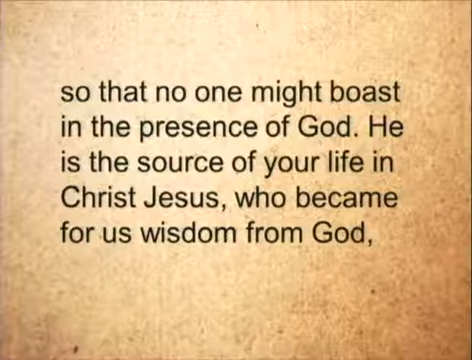 so that no one might boast
in the presence of God. He
is the source of your life in
Christ Jesus, who became
for us wisdom from God,